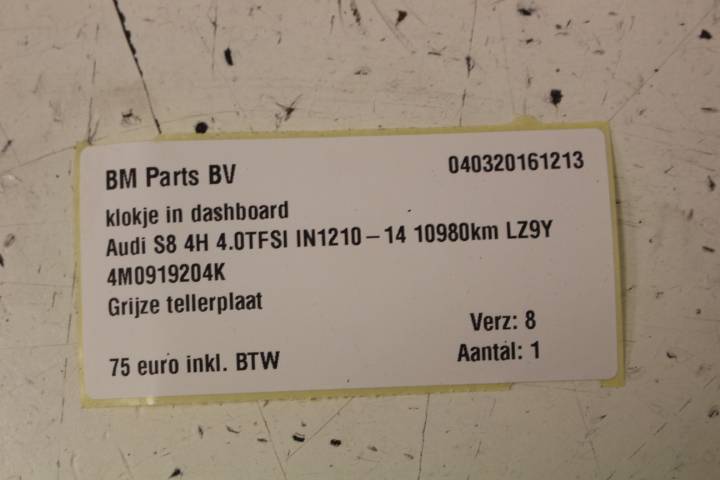 BM Parts BV 040320161213
klokje in dashboard
Audi S8 4H 4.0TFSI IN1210-14 10980km LZ9Y
4M0919204K
Grijze tellerplaat
Verz: 8
75 euro inkl. BTW Aantal: 1